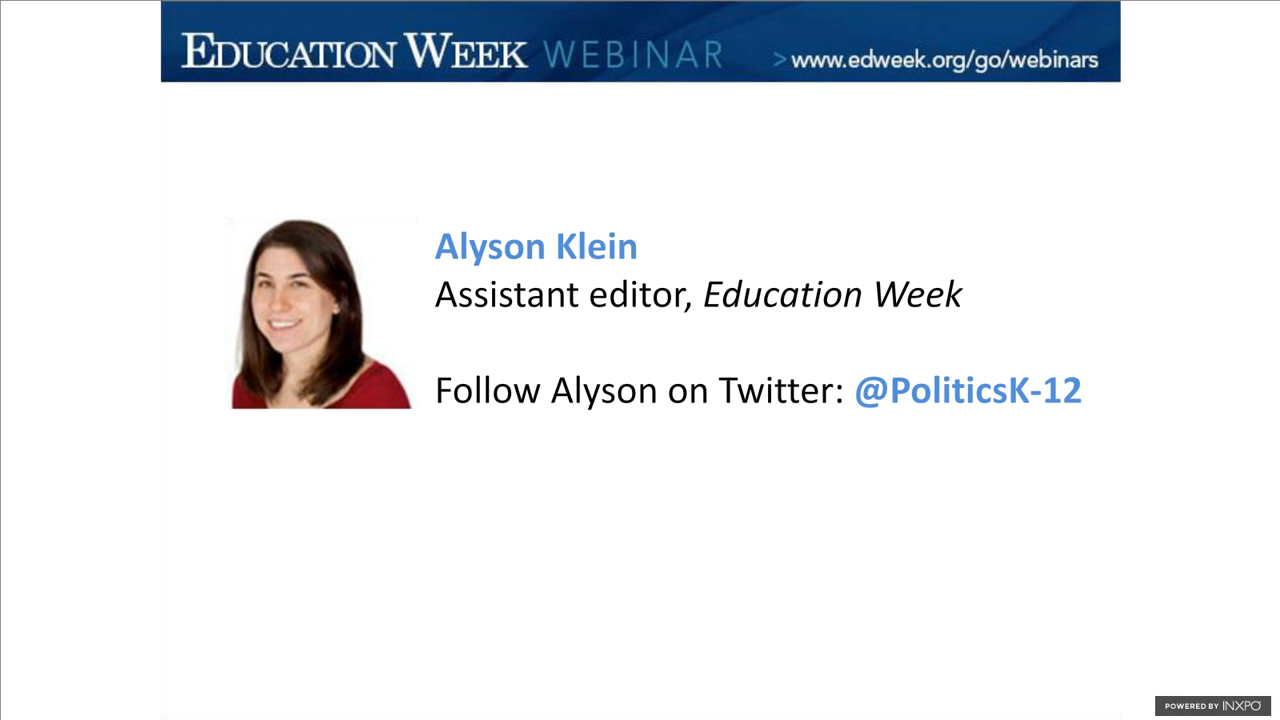 EDUCATION WEEK WEBINAR > www.edweek.org/go/webinars
Alyson Klein
Assistant editor, Education Week
Follow Alyson on Twitter: @PoliticsK-12
POWERED BY INXPO